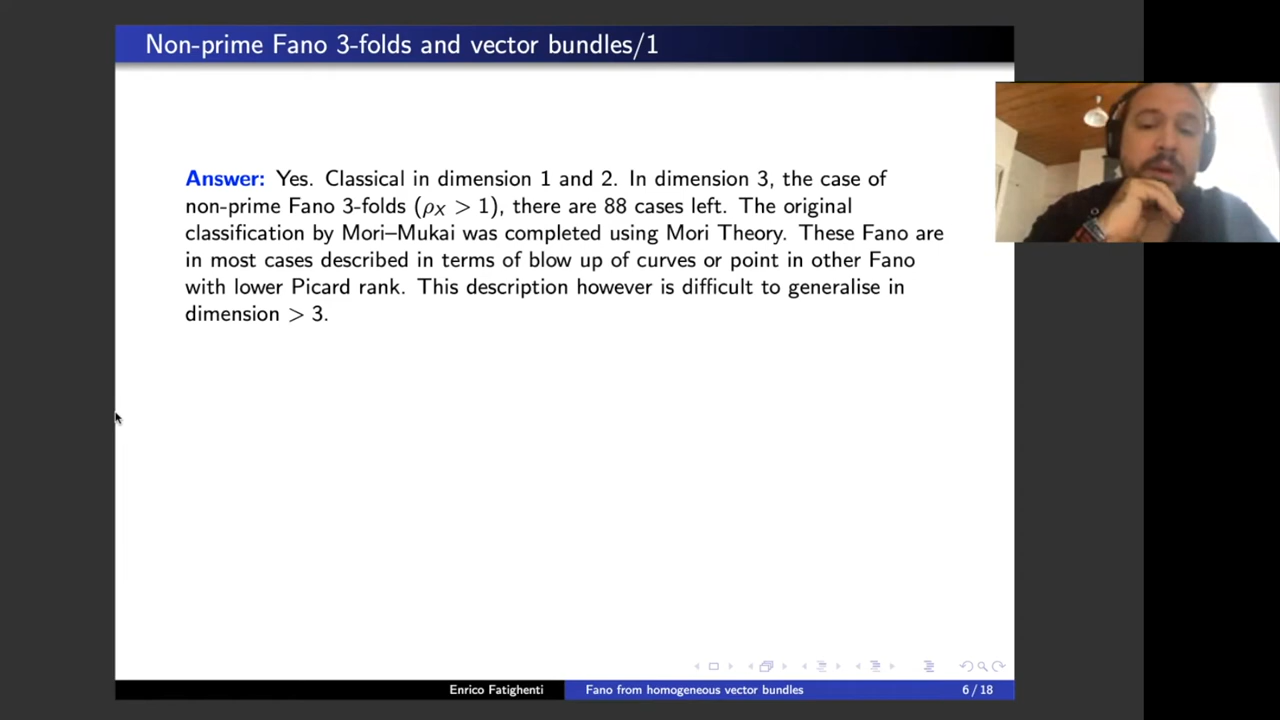 Non-prime Fano 3-folds and vector bundles/1
Answer: Yes. Classical in dimension 1 and 2. In dimension 3, the case of
non-prime Fano 3-folds (ρX > 1), there are 88 cases left. The original
classification by Mori–Mukai was completed using Mori Theory. These Fano are
in most cases described in terms of blow up of curves or point in other Fano
with lower Picard rank. This description however is difficult to generalise in
dimension > 3.
Enrico Fatighenti
Fano from homogeneous vector bundles
6 / 18